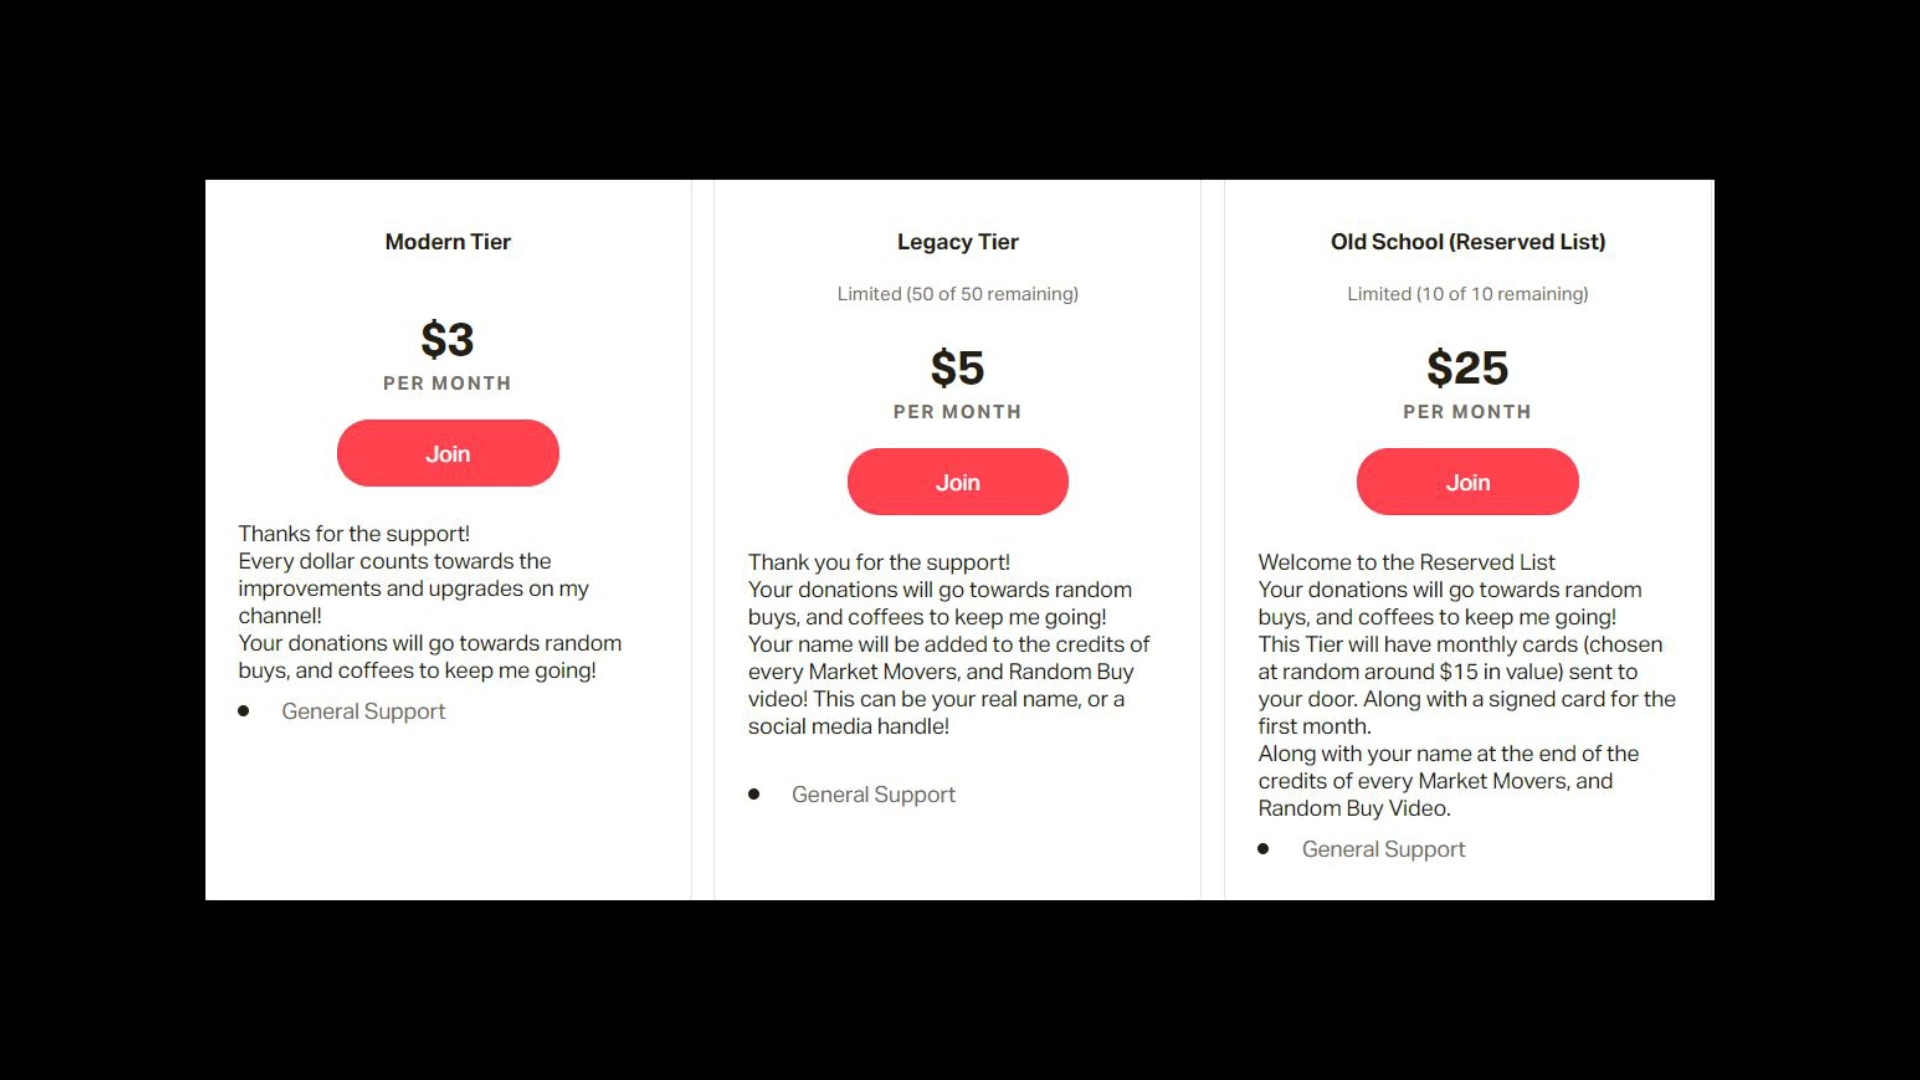 Modern Tier
$3
PER MONTH
Join
Thanks for the support!
Every dollar counts towards the
improvements and upgrades on my
channel!
Your donations will go towards random
buys, and coffees to keep me going!
General Support
Legacy Tier
Limited (50 of 50 remaining)
$5
PER MONTH
Join
Thank you for the support!
Your donations will go towards random
buys, and coffees to keep me going!
Your name will be added to the credits of
every Market Movers, and Random Buy
video! This can be your real name, or a
social media handle!
General Support
Old School (Reserved List)
Limited (10 of 10 remaining)
$25
PER MONTH
Join
Welcome to the Reserved List
Your donations will go towards random
buys, and coffees to keep me going!
This Tier will have monthly cards (chosen
at random around $15 in value) sent to
your door. Along with a signed card for the
first month.
Along with your name at the end of the
credits of every Market Movers, and
Random Buy Video.
General Support